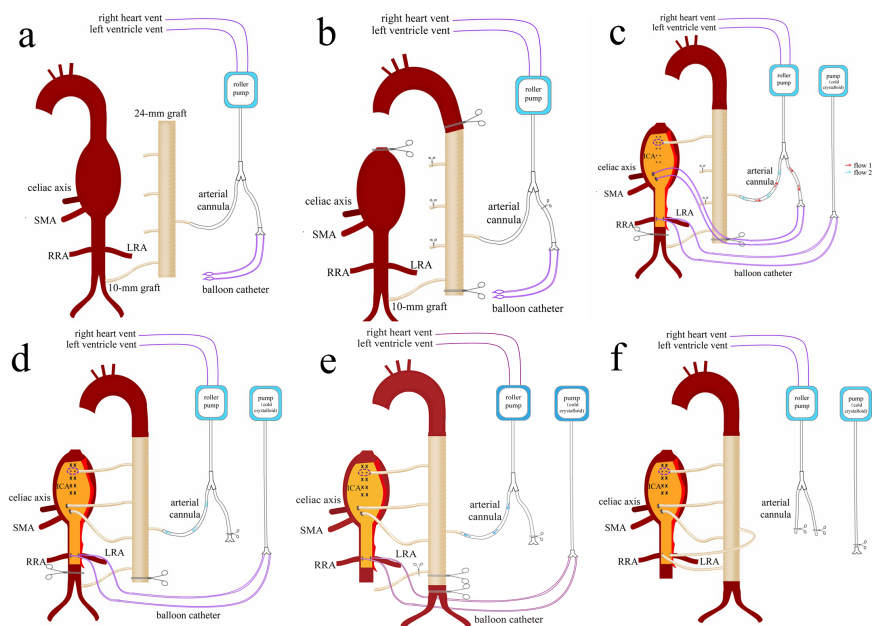 a
right heart vent
left ventricle vent
roller
pump
24-mm graft
celiac axis
arterial
cannula
SMA
LRA
RRA
10-mm graft
balloon catheter
b
right heart vent
left ventricle vent
roller
pump
celiac axis
arterial
cannula
SMA
LRA
RRA
10-mm graft
balloon catheter
c
right heart vent
left ventricle vent
roller
pump
pump
(cold
crystalloid)
ICA
celiac axis
arterial
cannula
flow 1
flow 2
SMA
RRA
LRA
balloon catheter
d
right heart vent
left ventricle vent
roller
pump
pump
(cold
crystalloid)
ICA
celiac axis
arterial
cannula
SMA
RRA
LRA
balloon catheter
e
right heart vent
left ventricle vent
roller
pump
pump
(cold
crystalloid)
ICA
celiac axis
arterial
cannula
SMA
LRA
RRA
balloon catheter
f
right heart vent
left ventricle vent
roller
pump
pump
(cold
crystalloid)
ICA
celiac axis
arterial
cannula
SMA
RRA
LRA